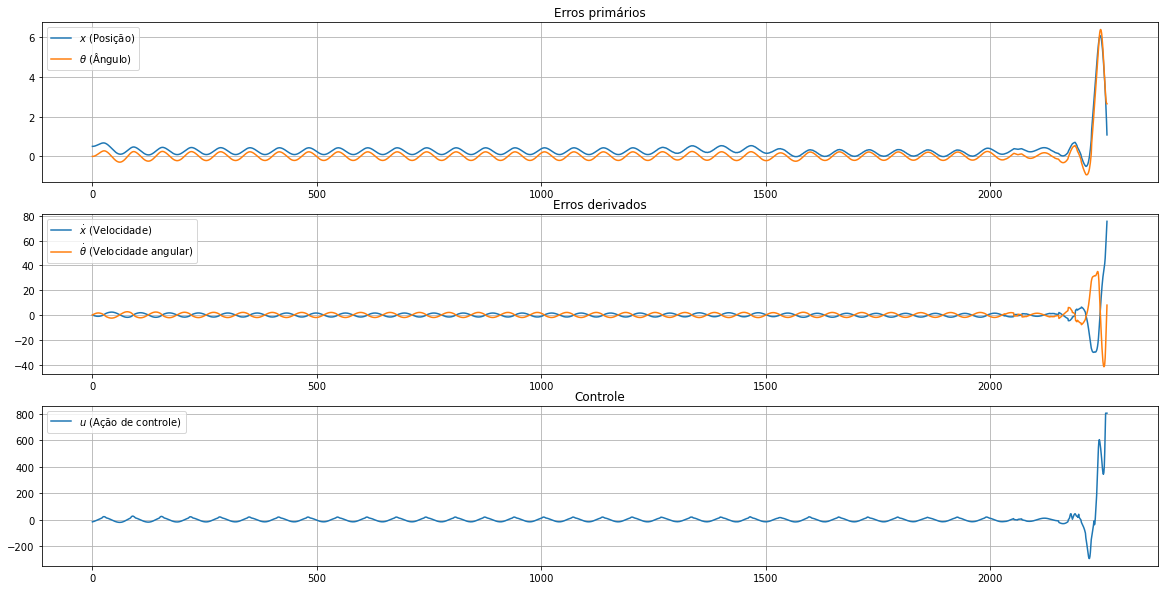 Erros primários
x (Posição)
θ (Ângulo)
6
4
2
0
0 500 1000 1500 2000
Erros derivados
ẋ (Velocidade)
θ̇ (Velocidade angular)
80
60
40
20
0
−20
−40
0 500 1000 1500 2000
Controle
u (Ação de controle)
800
600
400
200
0
−200
0 500 1000 1500 2000